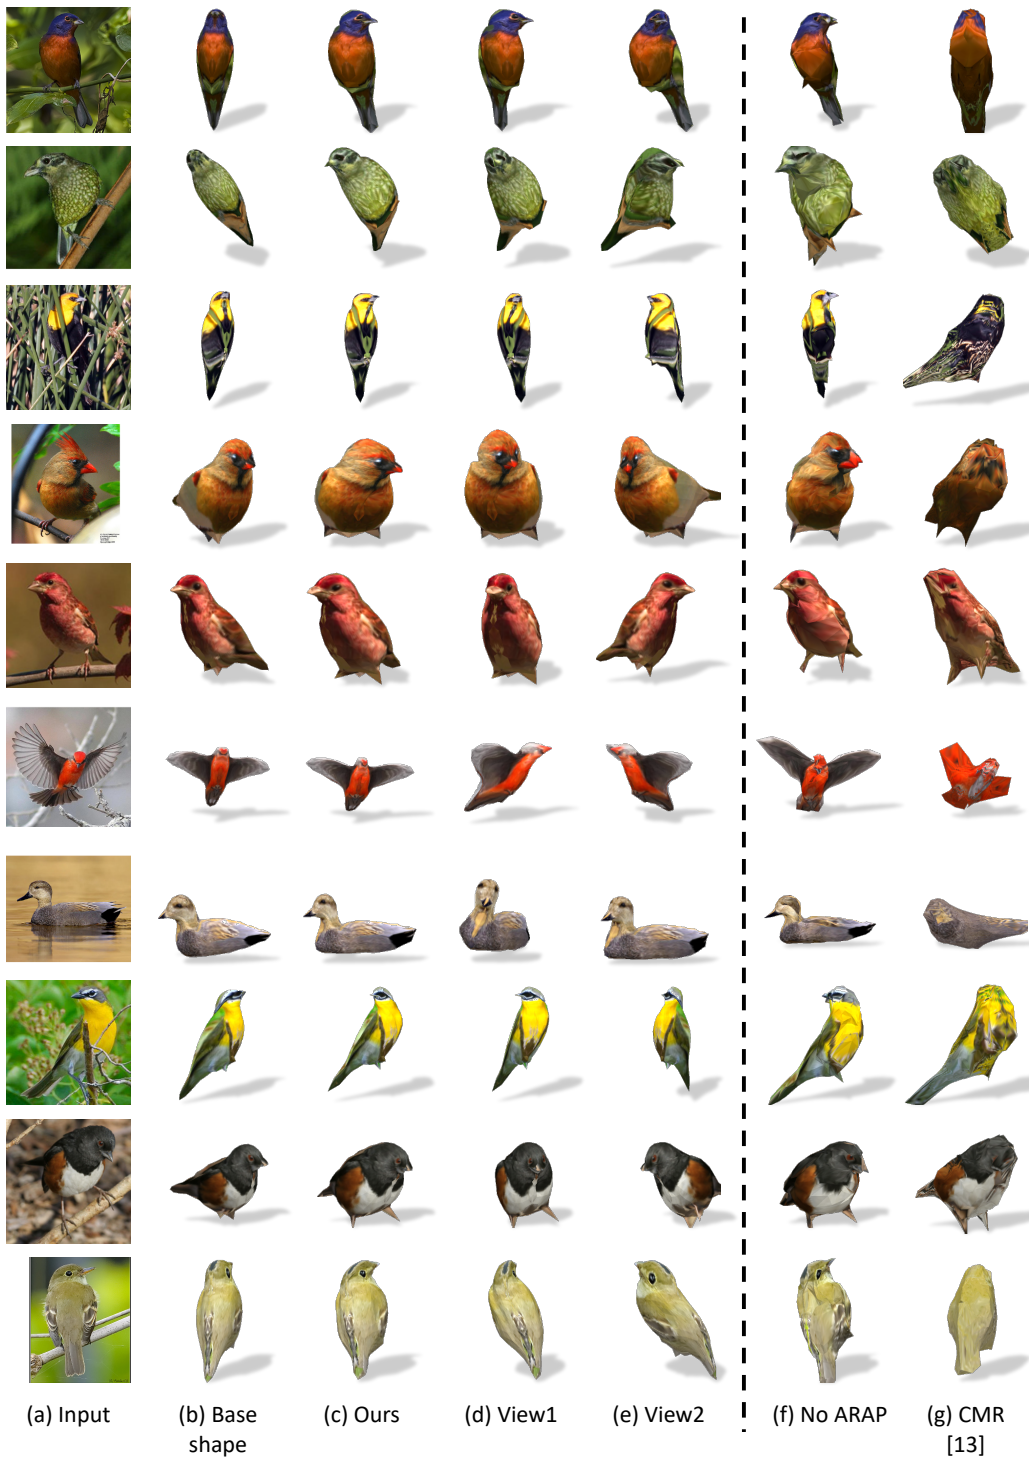 (a) Input
(b) Base shape
(c) Ours
(d) View1
(e) View2
(f) No ARAP
(g) CMR [13]